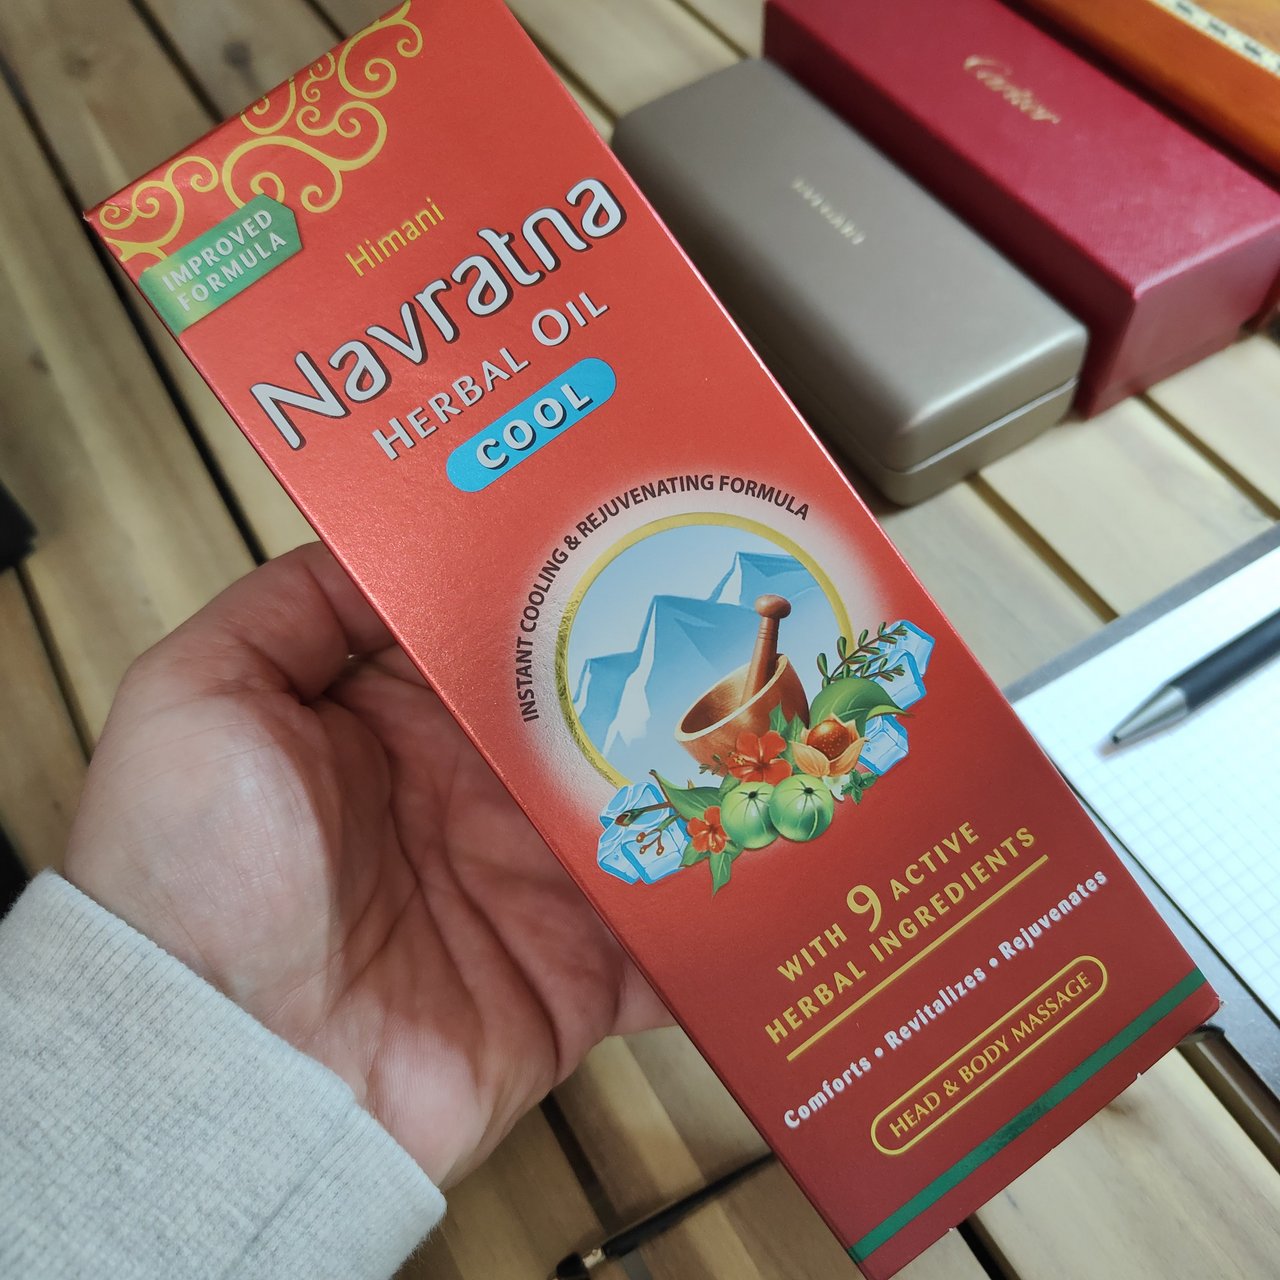 IMPROVED
FORMULA
Himani
Navratna
HERBAL OIL
COOL
INSTANT COOLING & REJUVENATING FORMULA
WITH 9 ACTIVE
HERBAL INGREDIENTS
Comforts • Revitalizes • Rejuvenates
HEAD & BODY MASSAGE
Cartier